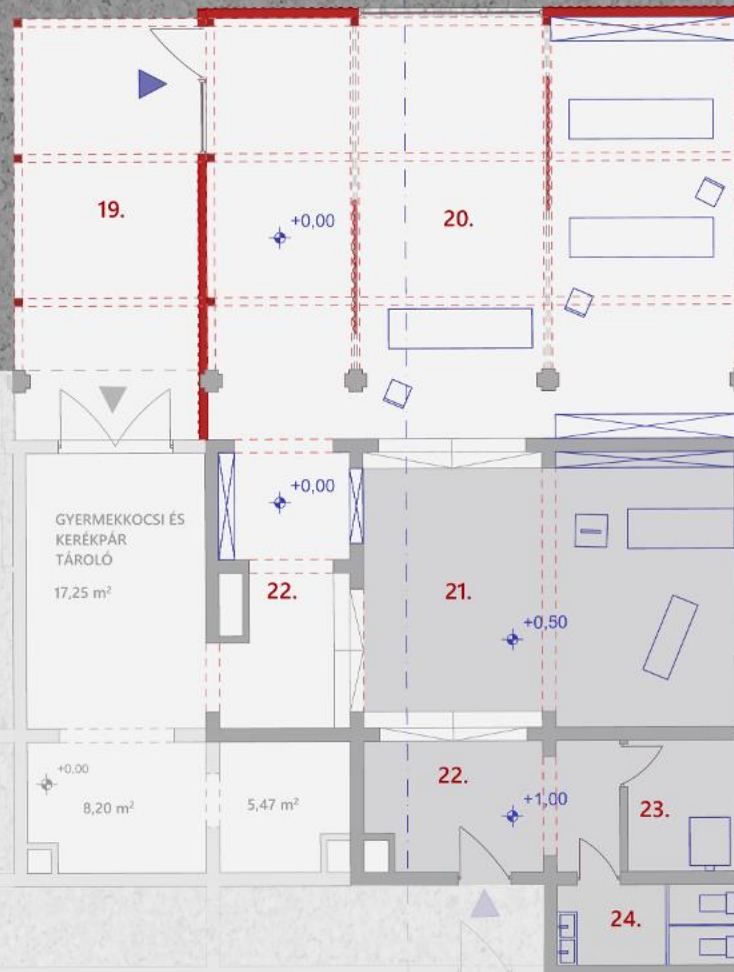 19.
+0,00
20.
+0,00
GYERMEKKOCSI ÉS
KERÉKPÁR
TÁROLÓ
17,25 m²
22.
21.
+0,50
+0,00
8,20 m²
5,47 m²
22.
+1,00
23.
24.